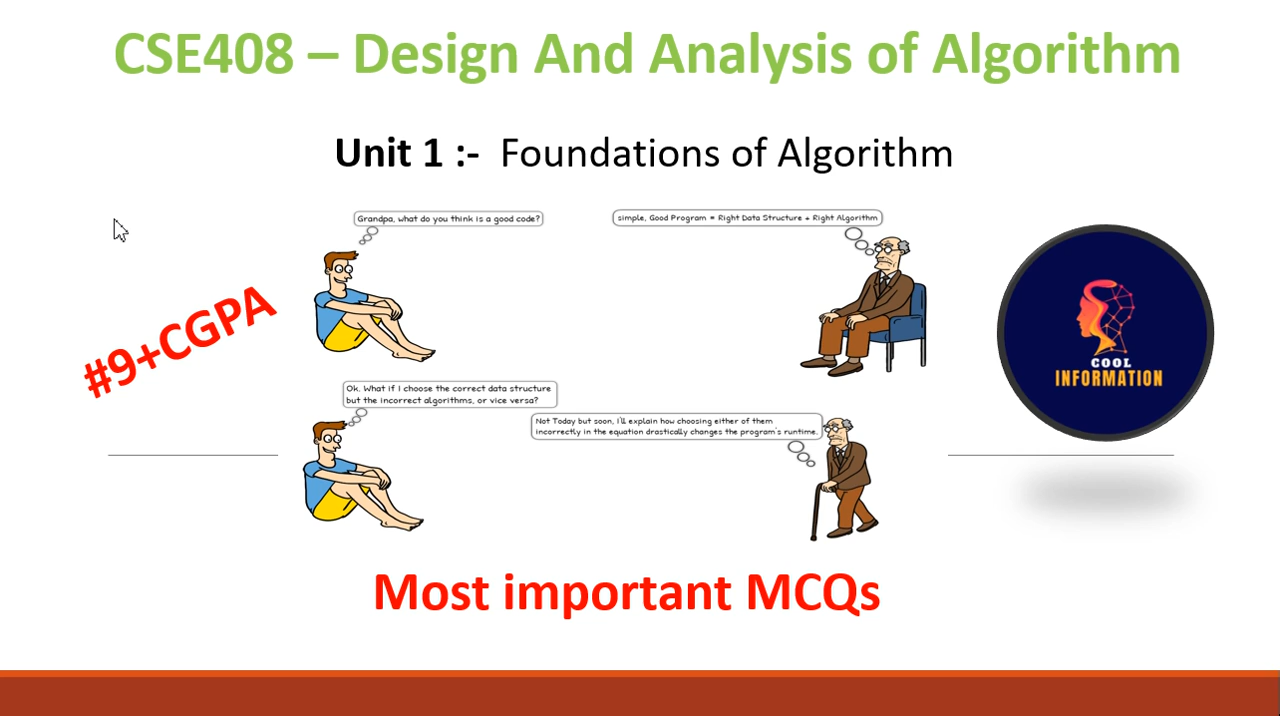 CSE408 – Design And Analysis of Algorithm
Unit 1 :- Foundations of Algorithm
Grandpa, what do you think is a good code?
simple, Good Program = Right Data Structure + Right Algorithm
#9+CGPA
COOL
INFORMATION
Ok. What if I choose the correct data structure
but the incorrect algorithms, or vice versa?
Not Today but soon, I'll explain how choosing either of them
incorrectly in the equation drastically changes the program's runtime.
Most important MCQs